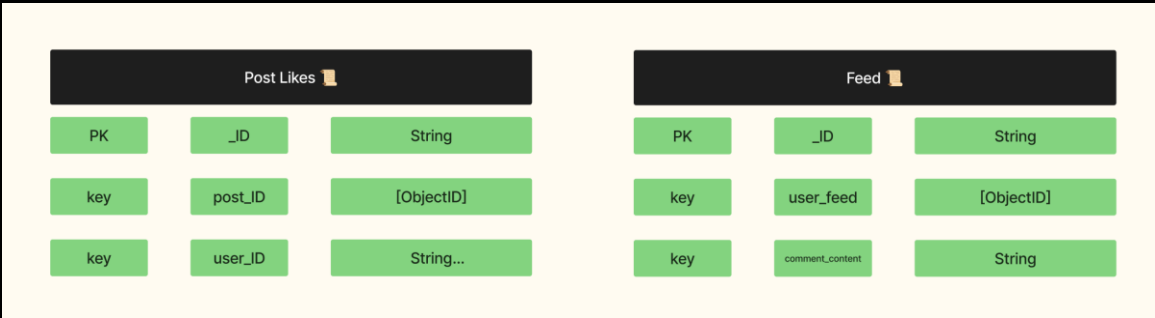 Post Likes 📜
PK _ID String
key post_ID [ObjectID]
key user_ID String...
Feed 📜
PK _ID String
key user_feed [ObjectID]
key comment_content String